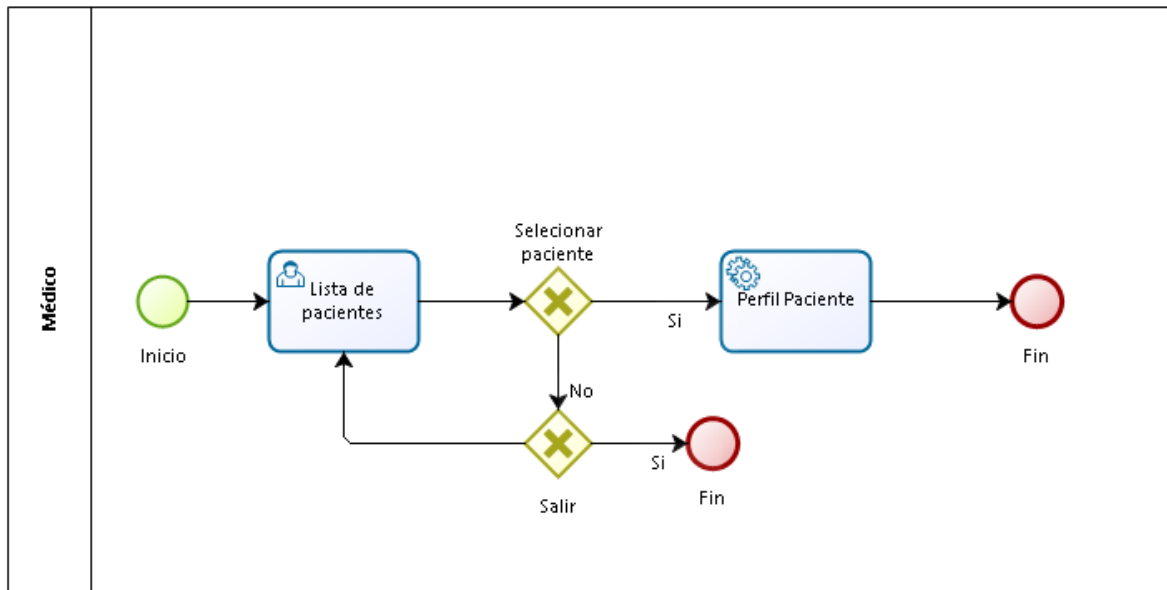 Médico
Inicio
Lista de
pacientes
Selecionar
paciente
Si
Perfil Paciente
Fin
No
Salir
Si
Fin